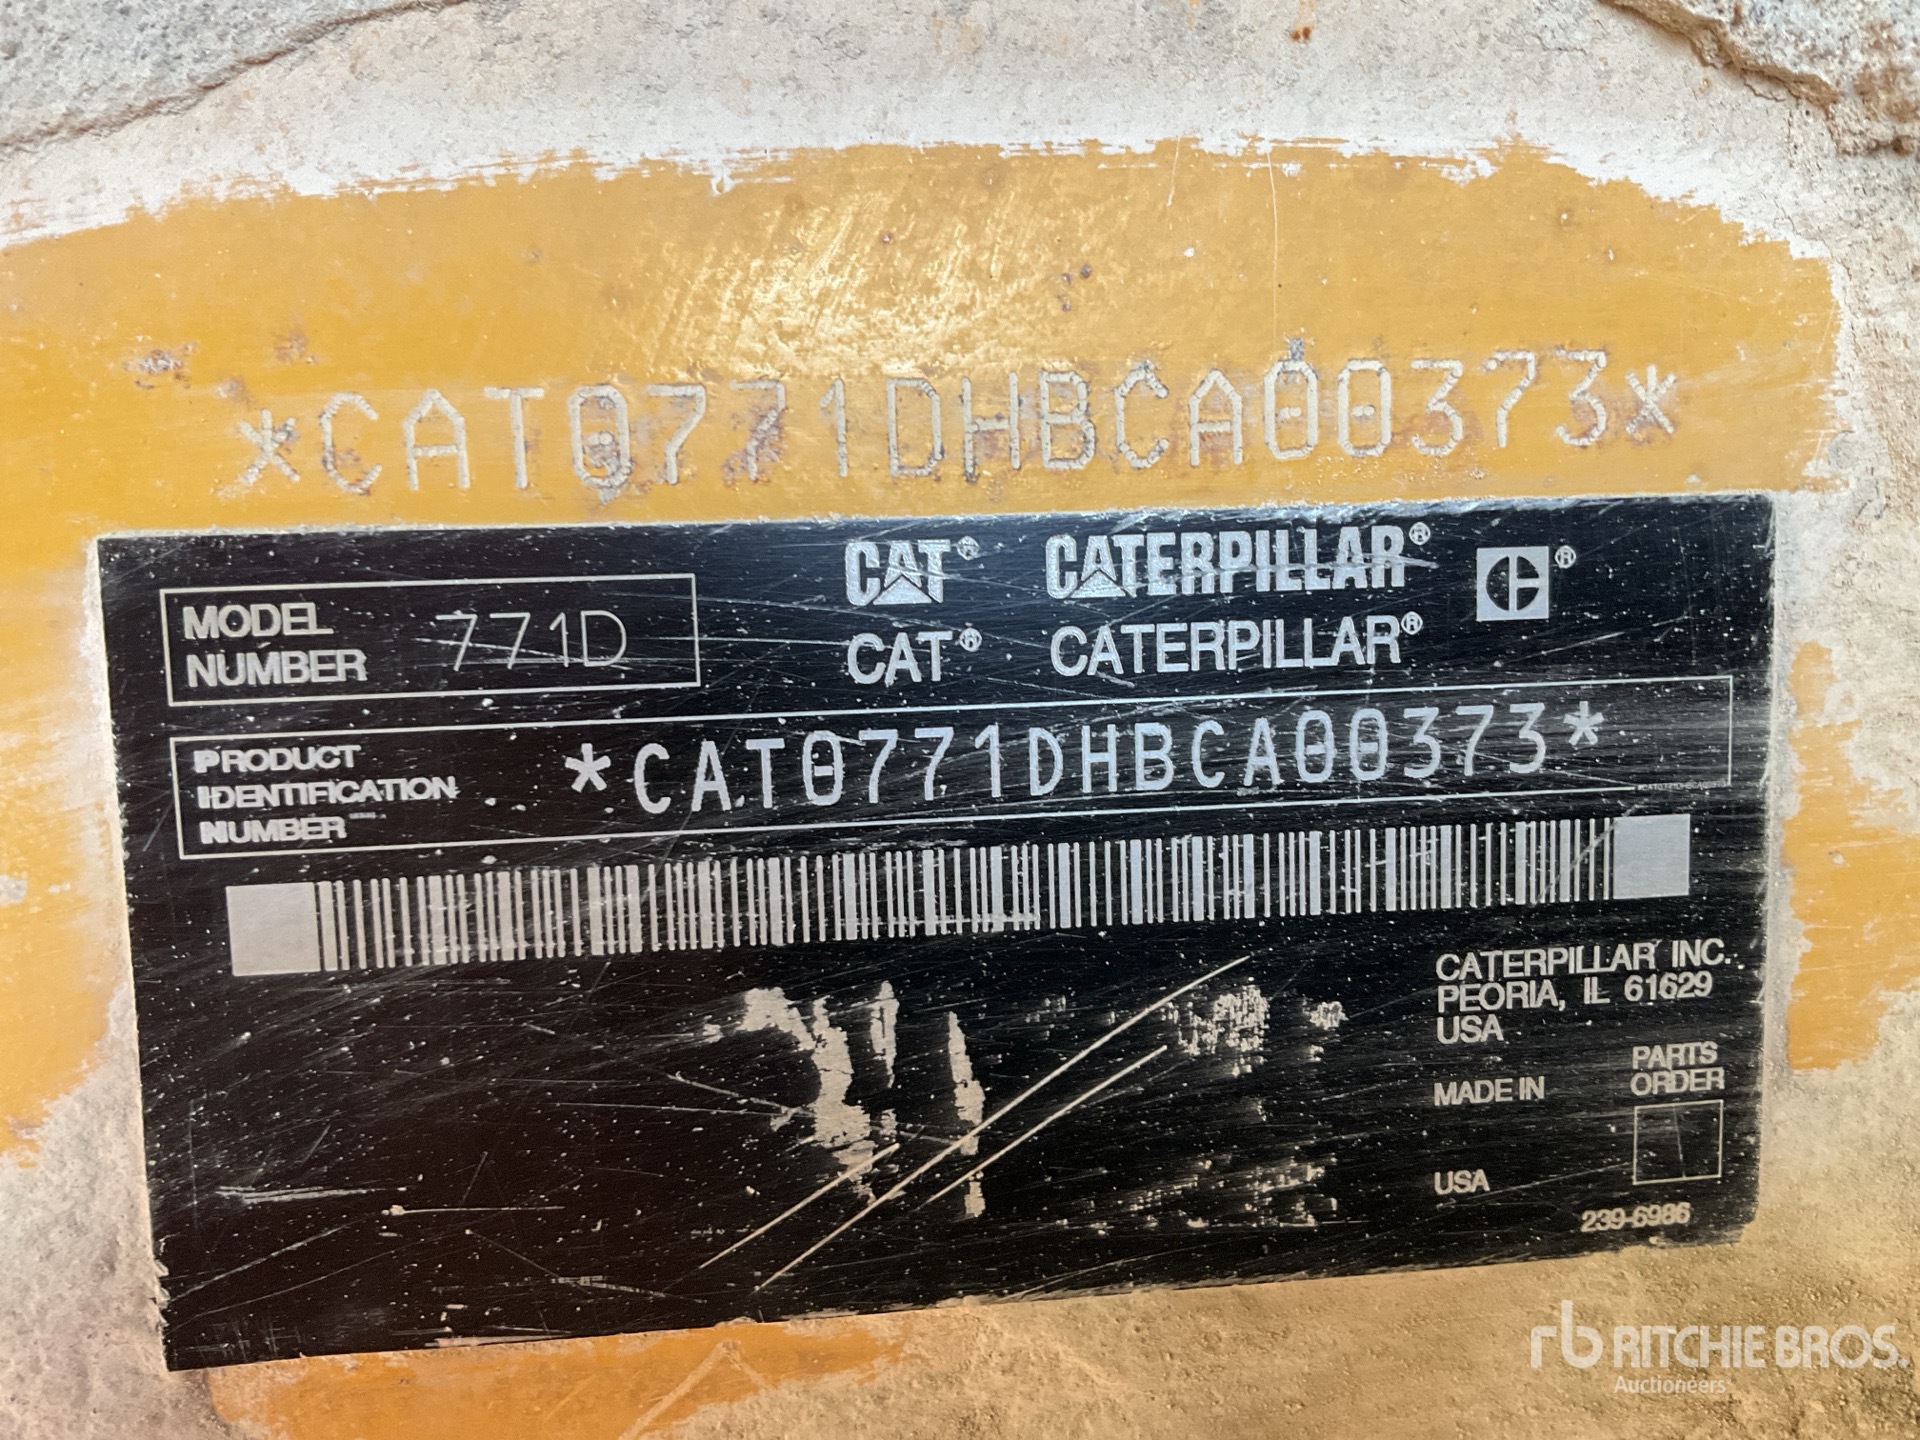 *CAT0771DHBCA00373*
CAT® CATERPILLAR® ®
MODEL NUMBER 771D
CAT® CATERPILLAR®
PRODUCT
IDENTIFICATION
NUMBER
*CAT0771DHBCA00373*
CATERPILLAR INC.
PEORIA, IL 61629
USA
PARTS
ORDER
MADE IN
USA
239-6986
rb RITCHIE BROS.
Auctioneers